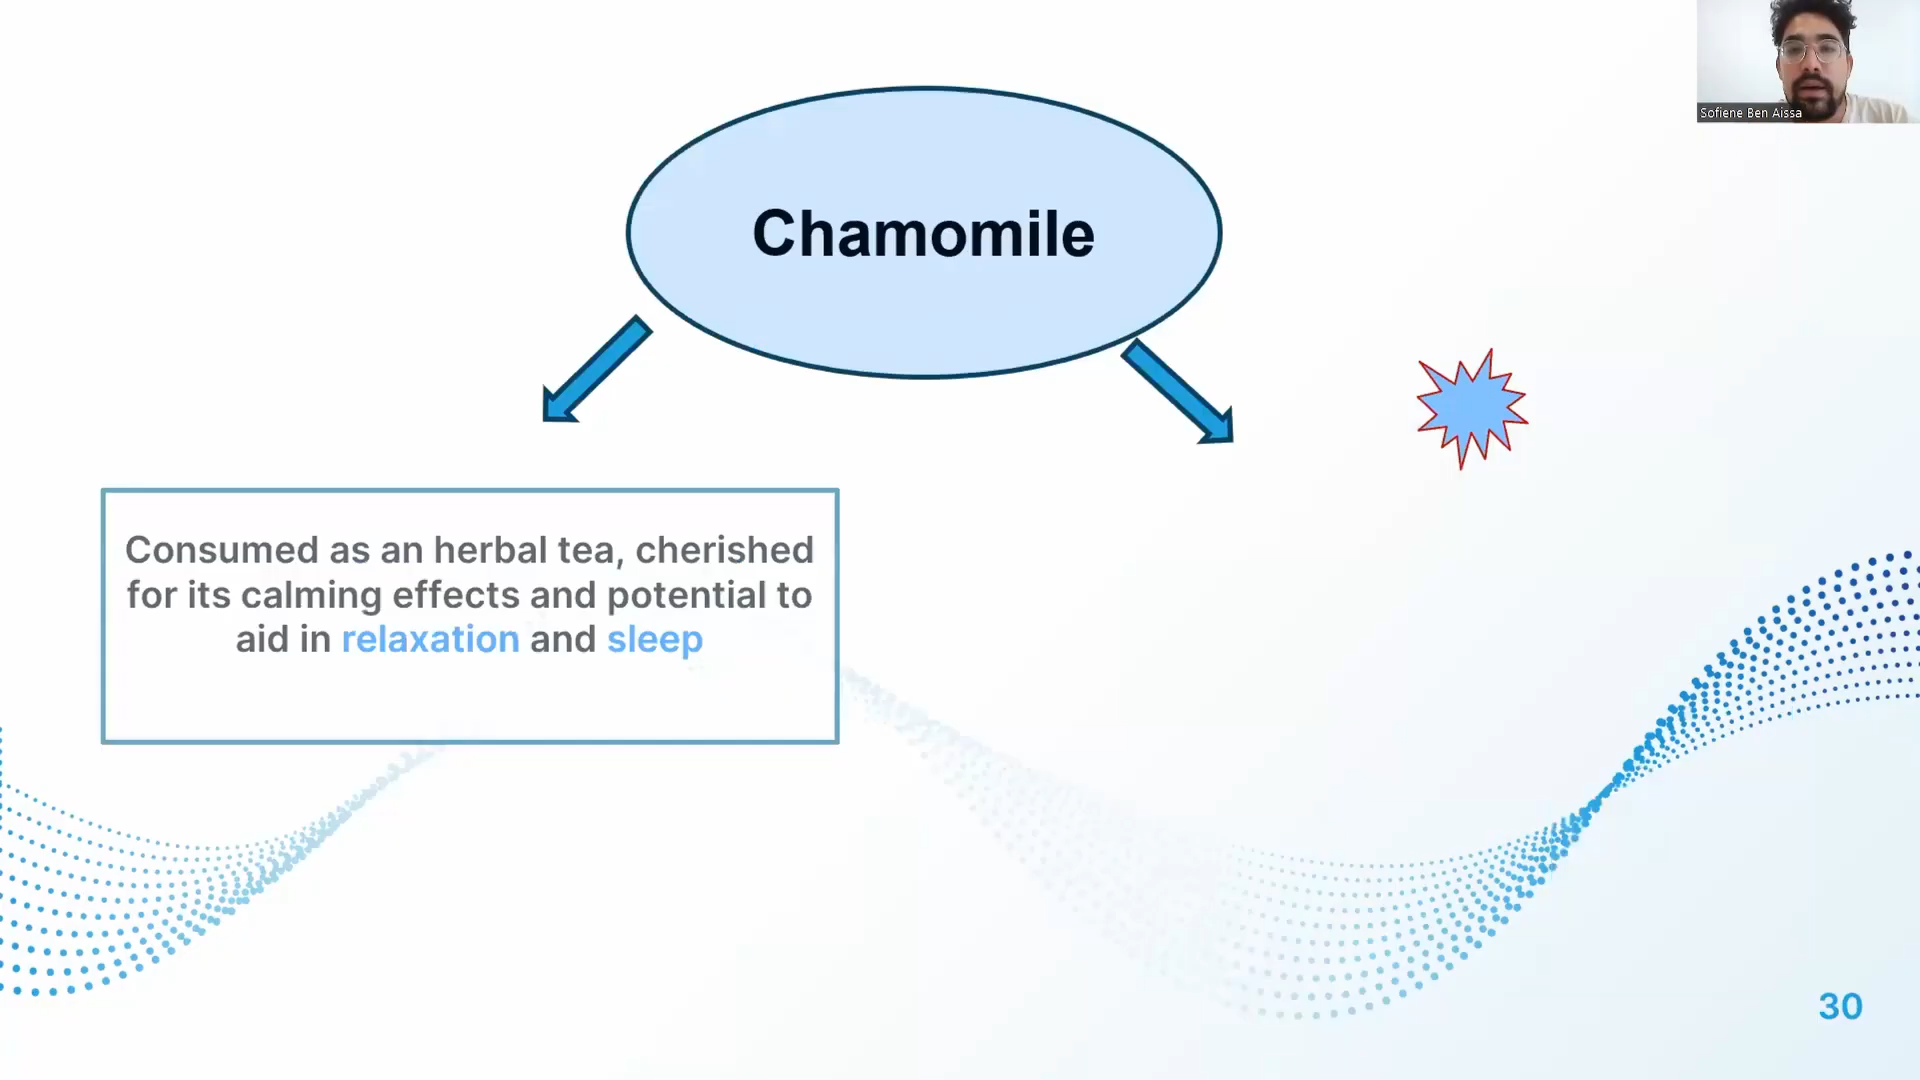 Sofiene Ben Aissa
Chamomile
Consumed as an herbal tea, cherished
for its calming effects and potential to
aid in relaxation and sleep
30